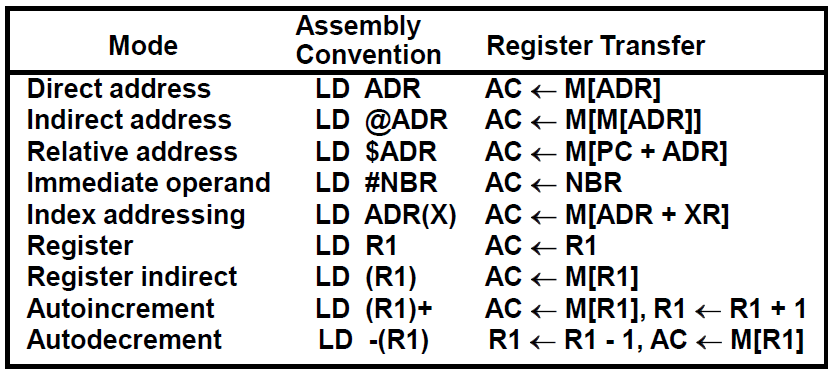 Mode Assembly Convention Register Transfer
Direct address LD ADR AC ← M[ADR]
Indirect address LD @ADR AC ← M[M[ADR]]
Relative address LD $ADR AC ← M[PC + ADR]
Immediate operand LD #NBR AC ← NBR
Index addressing LD ADR(X) AC ← M[ADR + XR]
Register LD R1 AC ← R1
Register indirect LD (R1) AC ← M[R1]
Autoincrement LD (R1)+ AC ← M[R1], R1 ← R1 + 1
Autodecrement LD -(R1) R1 ← R1 - 1, AC ← M[R1]